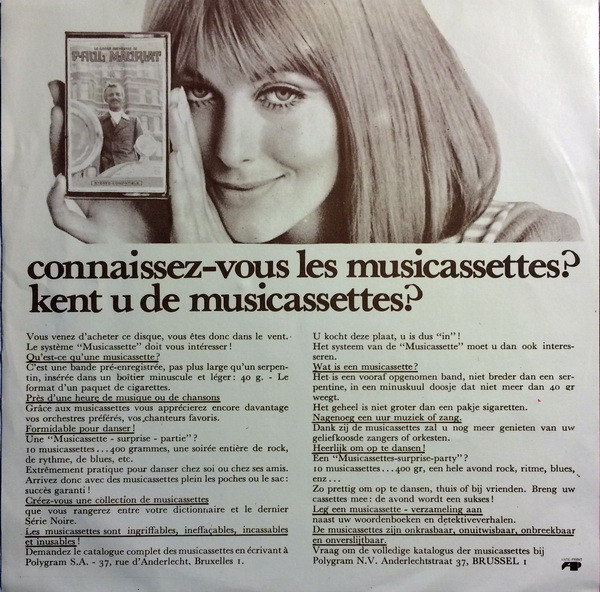 PAUL MAURIAT
connaissez-vous les musicassettes?
kent u de musicassettes?
Vous venez d'acheter ce disque, vous êtes donc dans le vent.
Le système "Musicassette" doit vous intéresser !
Qu'est-ce qu'une musicassette ?
C'est une bande pré-enregistrée, pas plus large qu'un serpen-
tin, insérée dans un boîtier minuscule et léger : 40 g. - Le
format d'un paquet de cigarettes.
Près d'une heure de musique ou de chansons
Grâce aux musicassettes vous apprécierez encore davantage
vos orchestres préférés, vos chanteurs favoris.
Formidable pour danser !
Une "Musicassette - surprise - partie" ?
10 musicassettes...400 grammes, une soirée entière de rock,
de rythme, de blues, etc.
Extrêmement pratique pour danser chez soi ou chez ses amis.
Arrivez donc avec des musicassettes plein les poches ou le sac :
succès garanti !
Créez-vous une collection de musicassettes
que vous rangerez entre votre dictionnaire et le dernier
Série Noire.
Les musicassettes sont ingriffables, ineffaçables, incassables
et inusables !
Demandez le catalogue complet des musicassettes en écrivant à
Polygram S.A. - 37, rue d'Anderlecht, Bruxelles 1.
U kocht deze plaat, u is dus "in" !
Het systeem van de "Musicassette" moet u dan ook interes-
seren.
Wat is een musicassette ?
Het is een vooraf opgenomen band, niet breder dan een ser-
pentine, in een minuskuul doosje dat niet meer dan 40 gr
weegt.
Het geheel is niet groter dan een pakje sigaretten.
Nagenoeg een uur muziek of zang.
Dank zij de musicassettes zal u nog meer genieten van uw
geliefkoosde zangers of orkesten.
Heerlijk om op te dansen !
Een "Musicassettes-surprise-party" ?
10 musicassettes...400 gr, een hele avond rock, ritme, blues,
enz...
Zo prettig om op te dansen, thuis of bij vrienden. Breng uw
cassettes mee : de avond wordt een sukses !
Leg een musicassette - verzameling aan
naast uw woordenboeken en detektiveverhalen.
De musicassettes zijn onkrasbaar, onuitwisbaar, onbreekbaar
en onverslijtbaar.
Vraag om de volledige katalogus der musicassettes bij
Polygram N.V. Anderlechtstraat 37, BRUSSEL 1